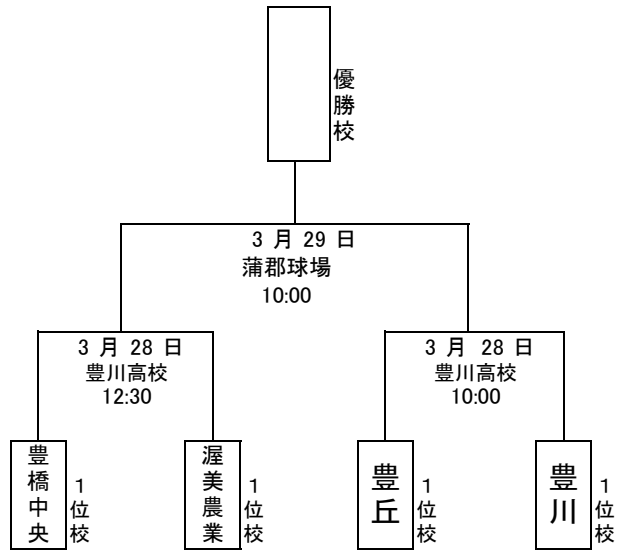 優勝校
3 月 29 日
蒲郡球場
10:00
3 月 28 日
豊川高校
12:30
3 月 28 日
豊川高校
10:00
豊橋中央
1位校
渥美農業
1位校
豊丘
1位校
豊川
1位校